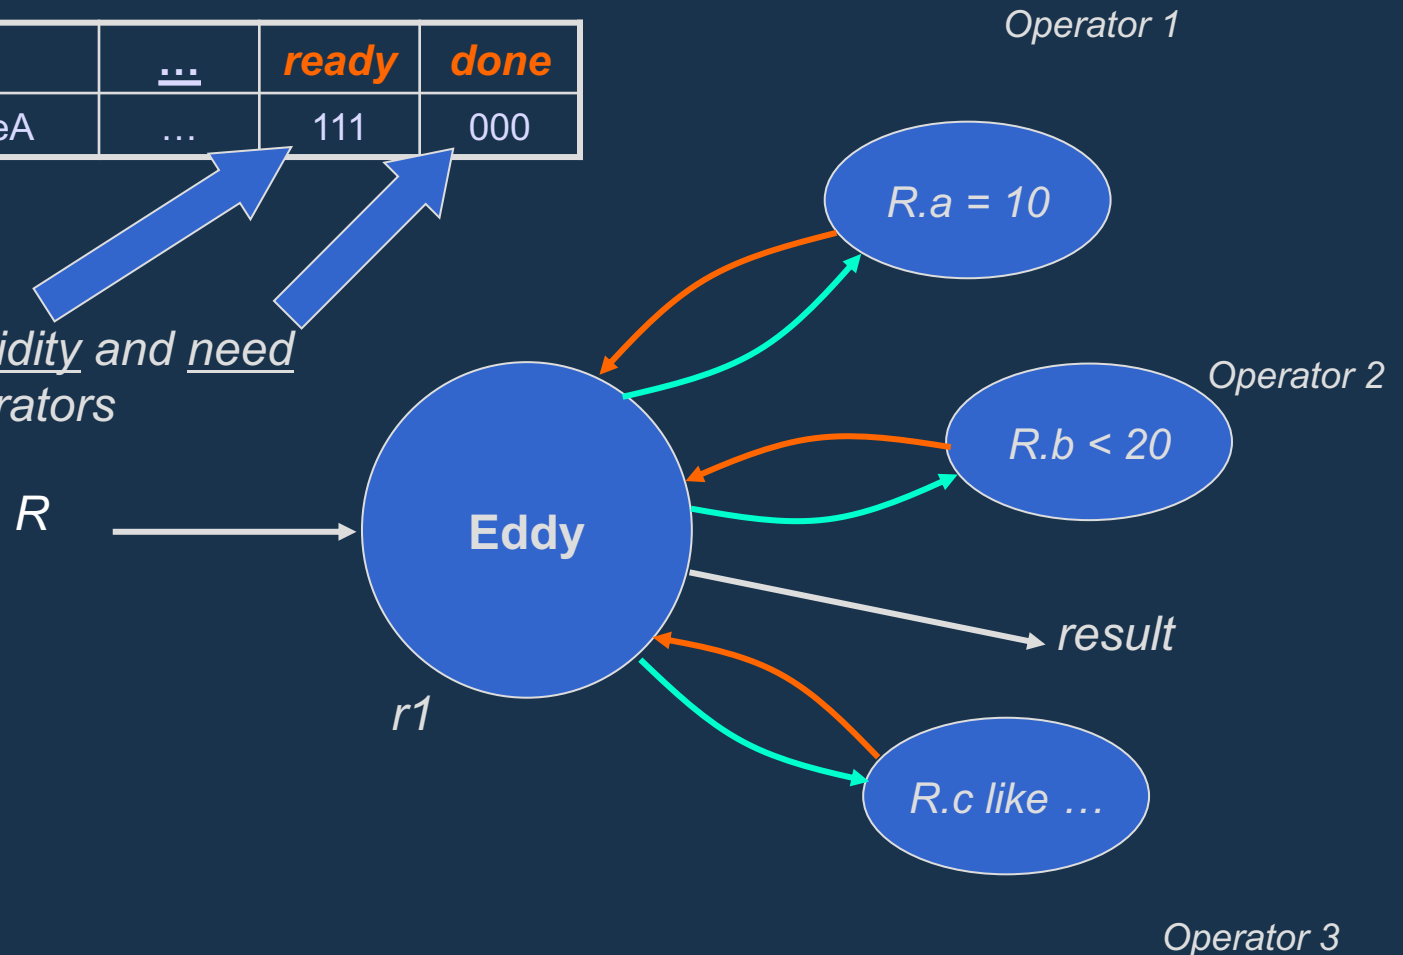 Operator 1
… ready done
eA … 111 000
R.a = 10
idity and need
rators
Operator 2
R.b < 20
R
Eddy
result
r1
R.c like …
Operator 3